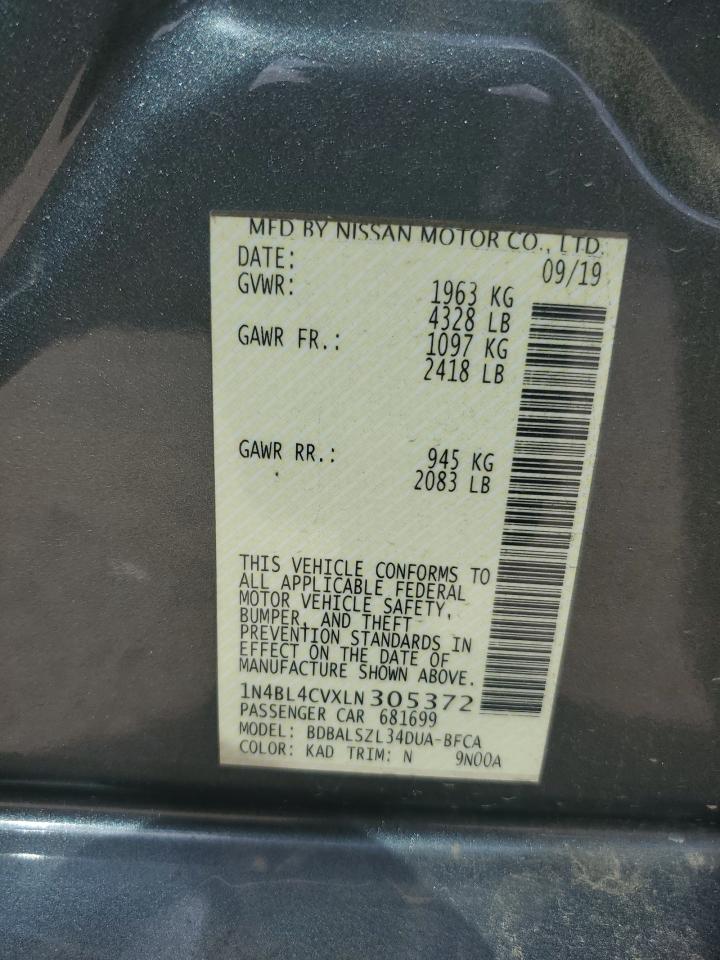 MFD BY NISSAN MOTOR CO., LTD.
DATE: 09/19
GVWR: 1963 KG
4328 LB
GAWR FR.: 1097 KG
2418 LB
GAWR RR.: 945 KG
2083 LB
THIS VEHICLE CONFORMS TO
ALL APPLICABLE FEDERAL
MOTOR VEHICLE SAFETY,
BUMPER, AND THEFT
PREVENTION STANDARDS IN
EFFECT ON THE DATE OF
MANUFACTURE SHOWN ABOVE.
1N4BL4CVXLN305372
PASSENGER CAR 681699
MODEL: BDBALSZL34DUA-BFCA
COLOR: KAD TRIM: N 9N00A